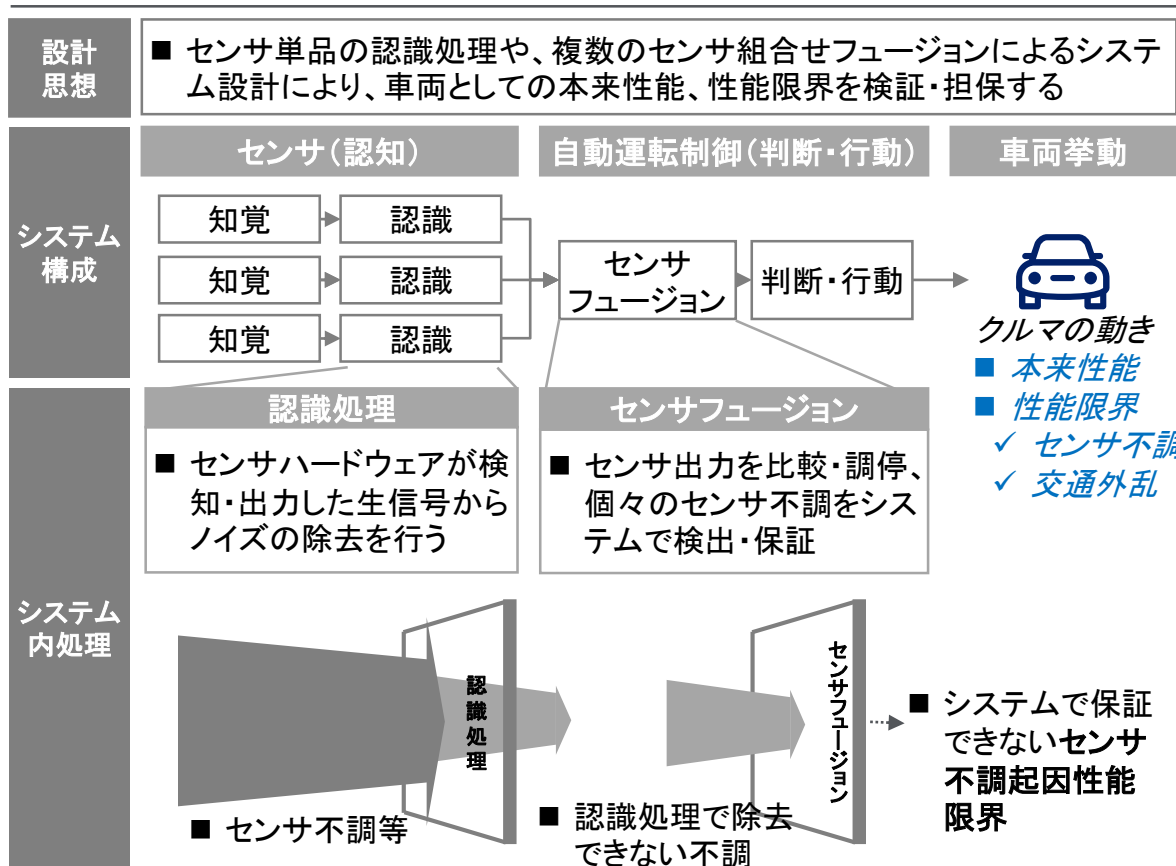 設計
思想
■ センサ単品の認識処理や、複数のセンサ組合せフュージョンによるシステ
ム設計により、車両としての本来性能、性能限界を検証・担保する
システム
構成
センサ（認知）
自動運転制御（判断・行動）
車両挙動
知覚
認識
知覚
認識
知覚
認識
センサ
フュージョン
判断・行動
クルマの動き
■ 本来性能
■ 性能限界
✓ センサ不調
✓ 交通外乱
システム
内処理
認識処理
■ センサハードウェアが検
知・出力した生信号から
ノイズの除去を行う
センサフュージョン
■ センサ出力を比較・調停、
個々のセンサ不調をシス
テムで検出・保証
認識処理
センサフュージョン
■ センサ不調等
■ 認識処理で除去
できない不調
■ システムで保証
できないセンサ
不調起因性能
限界